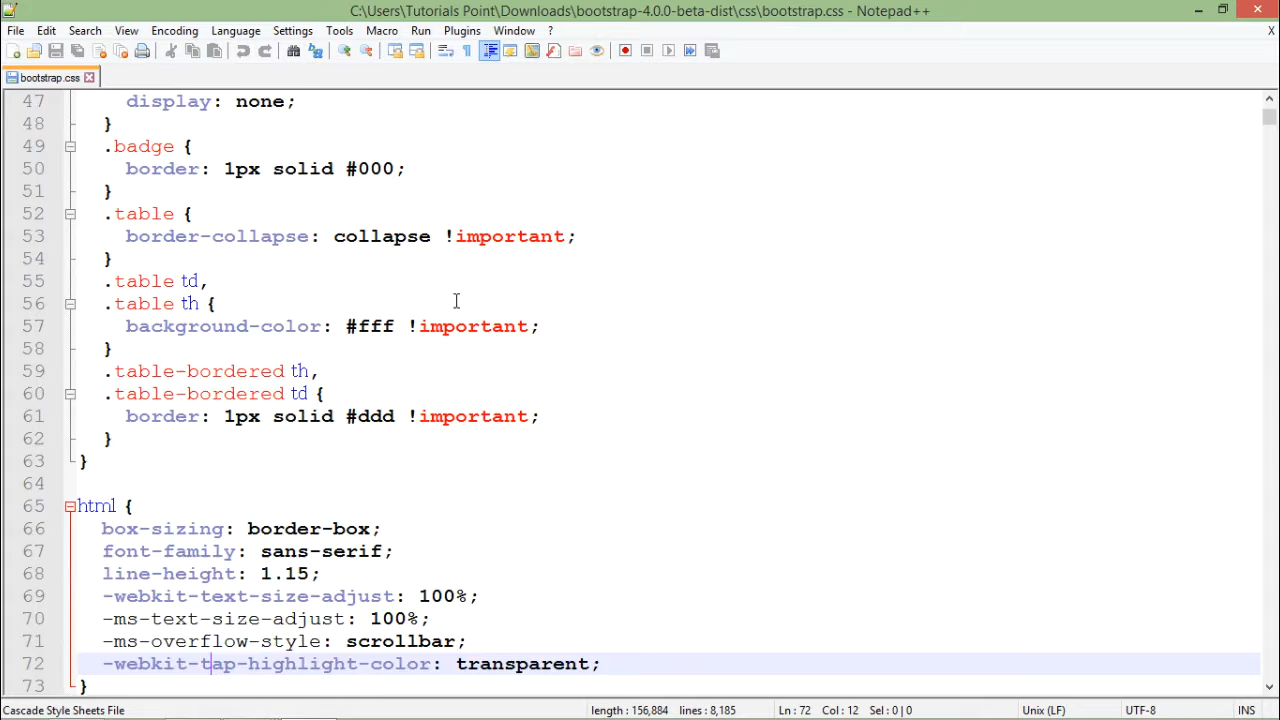 C:\Users\Tutorials Point\Downloads\bootstrap-4.0.0-beta-dist\css\bootstrap.css - Notepad++
File Edit Search View Encoding Language Settings Tools Macro Run Plugins Window ? X
bootstrap.css
47 display: none;
48 }
49 .badge {
50 border: 1px solid #000;
51 }
52 .table {
53 border-collapse: collapse !important;
54 }
55 .table td,
56 .table th {
57 background-color: #fff !important;
58 }
59 .table-bordered th,
60 .table-bordered td {
61 border: 1px solid #ddd !important;
62 }
63 }
64
65 html {
66 box-sizing: border-box;
67 font-family: sans-serif;
68 line-height: 1.15;
69 -webkit-text-size-adjust: 100%;
70 -ms-text-size-adjust: 100%;
71 -ms-overflow-style: scrollbar;
72 -webkit-tap-highlight-color: transparent;
73 }
Cascade Style Sheets File length : 156,884 lines : 8,185 Ln : 72 Col : 12 Sel : 0 | 0 Unix (LF) UTF-8 INS